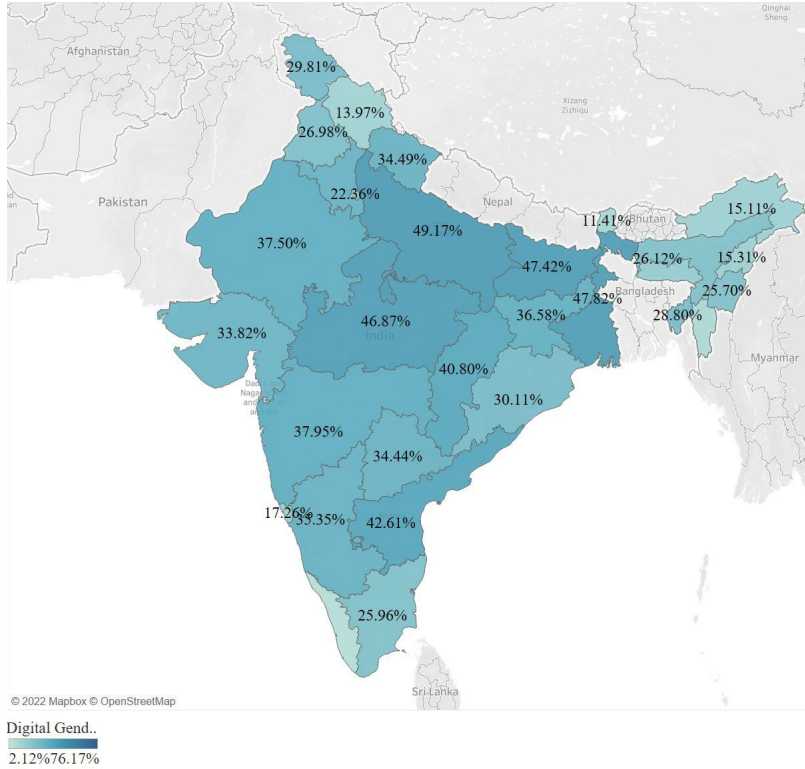 Qinghai
Sheng
Afghanistan
29.81%
13.97%
Xizang
Zizhiqu
26.98%
34.49%
22.36%
Pakistan
Nepal
11.41%
Bhutan
15.11%
37.50%
49.17%
47.42%
26.12%
15.31%
Bangladesh
25.70%
47.82%
28.80%
33.82%
46.87%
India
36.58%
Myanmar
40.80%
Nagar
30.11%
37.95%
34.44%
17.26%
35.35%
42.61%
25.96%
Sri Lanka
© 2022 Mapbox © OpenStreetMap
Digital Gend..
2.12%76.17%